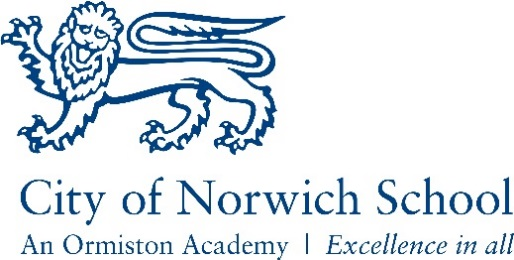 City of Norwich School
An Ormiston Academy | Excellence in all